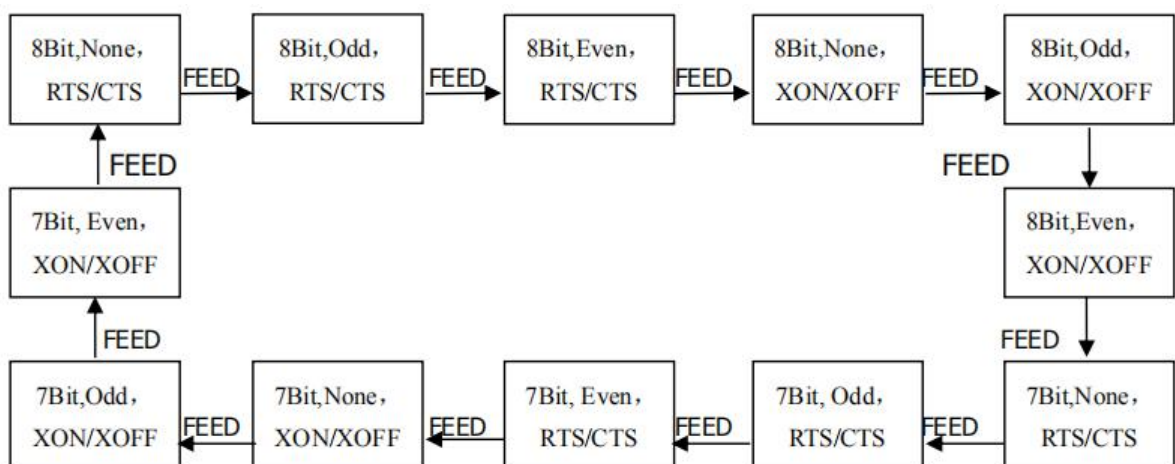 8Bit,None，
RTS/CTS
FEED
8Bit,Odd，
RTS/CTS
FEED
8Bit,Even，
RTS/CTS
FEED
8Bit,None，
XON/XOFF
FEED
8Bit,Odd，
XON/XOFF
FEED
8Bit,Even，
XON/XOFF
FEED
7Bit,None，
RTS/CTS
FEED
7Bit, Odd，
RTS/CTS
FEED
7Bit, Even，
RTS/CTS
FEED
7Bit,None，
XON/XOFF
FEED
7Bit,Odd，
XON/XOFF
FEED
7Bit, Even，
XON/XOFF
FEED